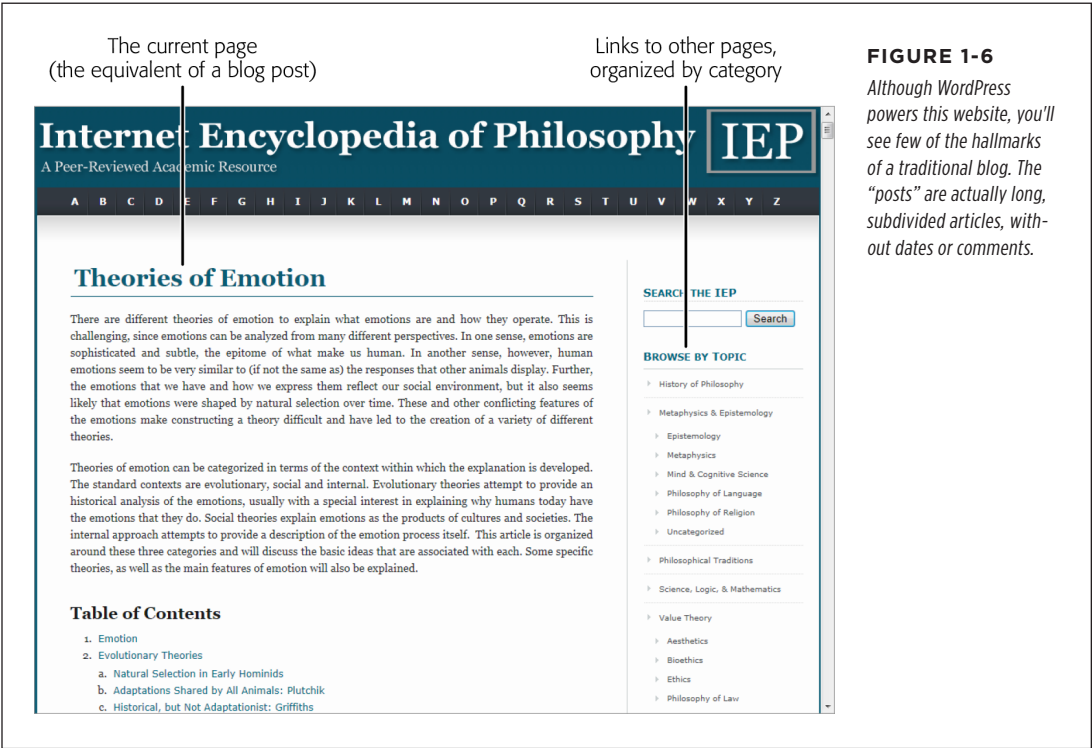 The current page
(the equivalent of a blog post)
Links to other pages,
organized by category
FIGURE 1-6
Although WordPress
powers this website, you'll
see few of the hallmarks
of a traditional blog. The
“posts” are actually long,
subdivided articles, with-
out dates or comments.
Internet Encyclopedia of Philosophy
IEP
A Peer-Reviewed Academic Resource
A B C D E F G H I J K L M N O P Q R S T U V W X Y Z
Theories of Emotion
There are different theories of emotion to explain what emotions are and how they operate. This is
challenging, since emotions can be analyzed from many different perspectives. In one sense, emotions are
sophisticated and subtle, the epitome of what make us human. In another sense, however, human
emotions seem to be very similar to (if not the same as) the responses that other animals display. Further,
the emotions that we have and how we express them reflect our social environment, but it also seems
likely that emotions were shaped by natural selection over time. These and other conflicting features of
the emotions make constructing a theory difficult and have led to the creation of a variety of different
theories.
Theories of emotion can be categorized in terms of the context within which the explanation is developed.
The standard contexts are evolutionary, social and internal. Evolutionary theories attempt to provide an
historical analysis of the emotions, usually with a special interest in explaining why humans today have
the emotions that they do. Social theories explain emotions as the products of cultures and societies. The
internal approach attempts to provide a description of the emotion process itself. This article is organized
around these three categories and will discuss the basic ideas that are associated with each. Some specific
theories, as well as the main features of emotion will also be explained.
Table of Contents
1. Emotion
2. Evolutionary Theories
a. Natural Selection in Early Hominids
b. Adaptations Shared by All Animals: Plutchik
c. Historical, but Not Adaptationist: Griffiths
SEARCH THE IEP
Search
BROWSE BY TOPIC
History of Philosophy
Metaphysics & Epistemology
Epistemology
Metaphysics
Mind & Cognitive Science
Philosophy of Language
Philosophy of Religion
Uncategorized
Philosophical Traditions
Science, Logic, & Mathematics
Value Theory
Aesthetics
Bioethics
Ethics
Philosophy of Law